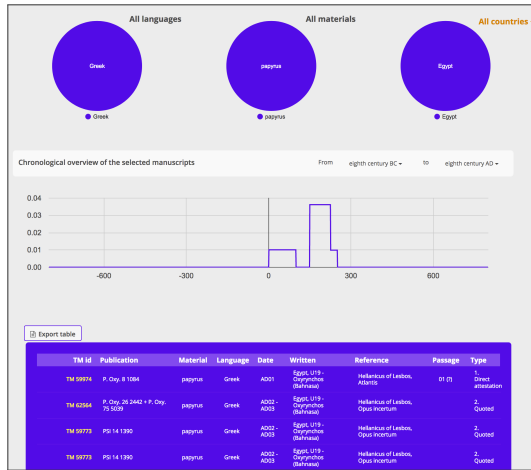 All languages All materials All countries
Greek papyrus Egypt
Greek papyrus Egypt
Chronological overview of the selected manuscripts From eighth century BC to eighth century AD
0.04
0.03
0.02
0.01
0.00
-600 -300 0 300 600
Export table
TM id Publication Material Language Date Written Reference Passage Type
TM 59974 P. Oxy. 8 1084 papyrus Greek AD01 Egypt, U19 - Oxyrynchos (Bahnasa) Hellanicus of Lesbos, Atlantis 01 (?) 1. Direct attestation
TM 62564 P. Oxy. 26 2442 + P. Oxy. 75 5039 papyrus Greek AD02 - AD03 Egypt, U19 - Oxyrynchos (Bahnasa) Hellanicus of Lesbos, Opus incertum 2. Quoted
TM 59773 PSI 14 1390 papyrus Greek AD02 - AD03 Egypt, U19 - Oxyrynchos (Bahnasa) Hellanicus of Lesbos, Opus incertum 2. Quoted
TM 59773 PSI 14 1390 papyrus Greek AD02 - AD03 Egypt, U19 - Oxyrynchos (Bahnasa) Hellanicus of Lesbos, Opus incertum 2. Quoted